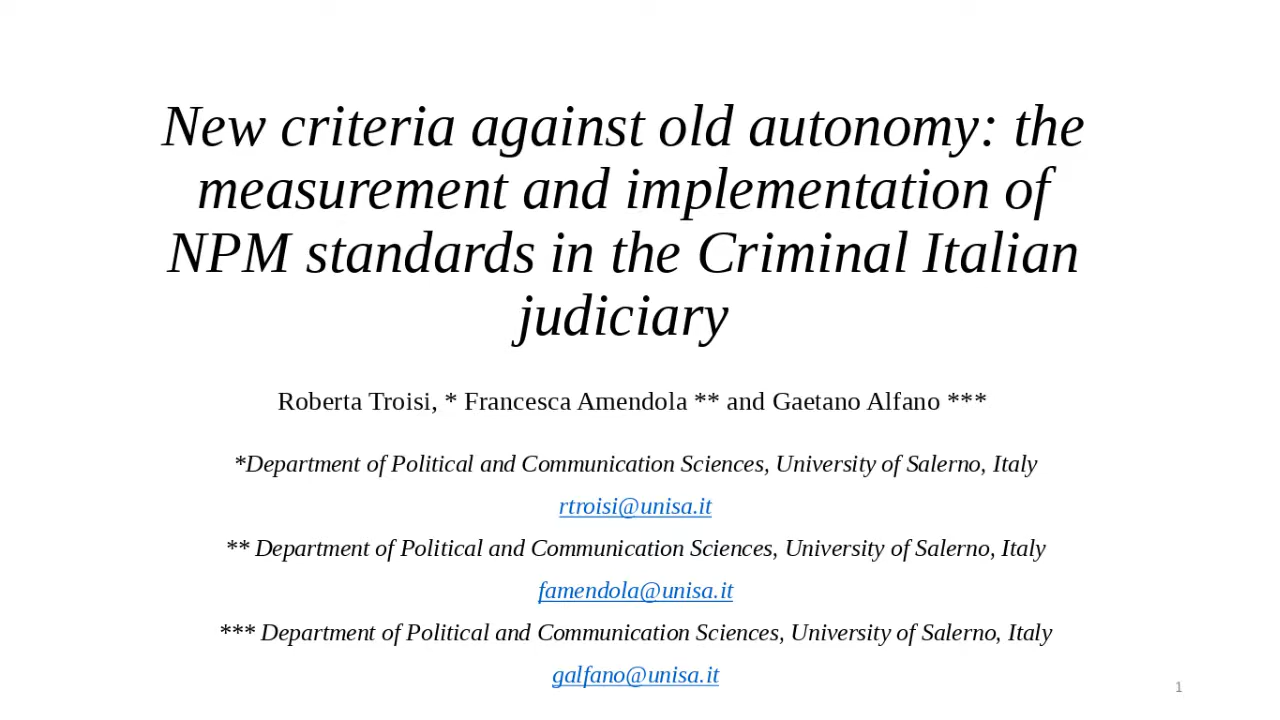 New criteria against old autonomy: the
measurement and implementation of
NPM standards in the Criminal Italian
judiciary
Roberta Troisi, * Francesca Amendola ** and Gaetano Alfano ***
*Department of Political and Communication Sciences, University of Salerno, Italy
rtroisi@unisa.it
** Department of Political and Communication Sciences, University of Salerno, Italy
famendola@unisa.it
*** Department of Political and Communication Sciences, University of Salerno, Italy
galfano@unisa.it
1